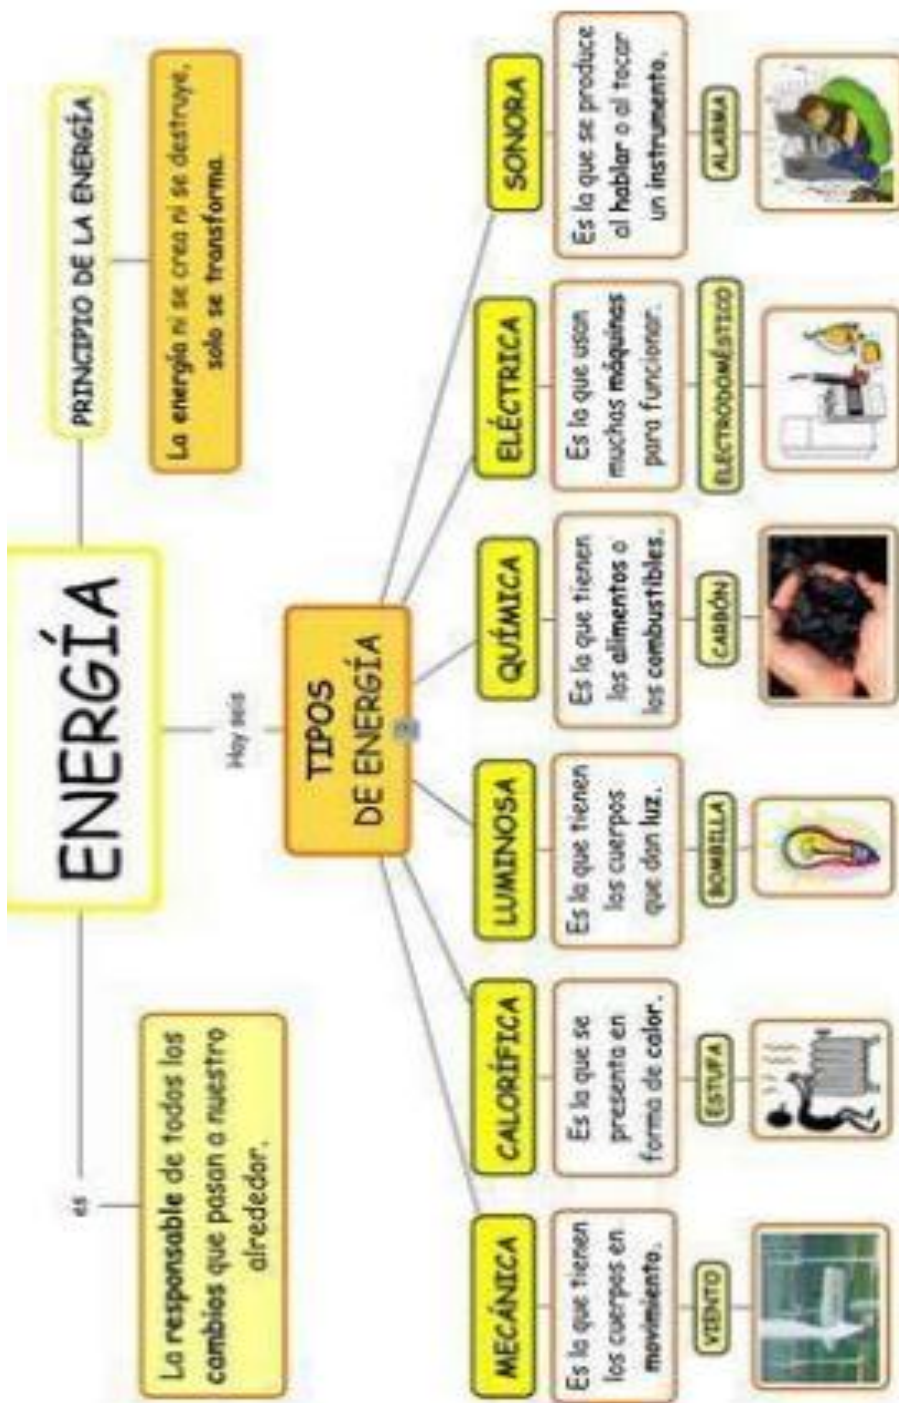 ENERGÍA
es
La responsable de todos los
cambios que pasan a nuestro
alrededor.
PRINCIPIO DE LA ENERGÍA
La energía ni se crea ni se destruye,
solo se transforma.
Hay seis
TIPOS
DE ENERGÍA
MECÁNICA
Es la que tienen
los cuerpos en
movimiento.
VIENTO
CALORÍFICA
Es la que se
presenta en
forma de calor.
ESTUFA
LUMINOSA
Es la que tienen
los cuerpos
que dan luz.
BOMBILLA
QUÍMICA
Es la que tienen
los alimentos o
los combustibles.
CARBÓN
ELÉCTRICA
Es la que usan
muchas máquinas
para funcionar.
ELECTRODOMÉSTICO
SONORA
Es la que se produce
al hablar o al tocar
un instrumento.
ALARMA